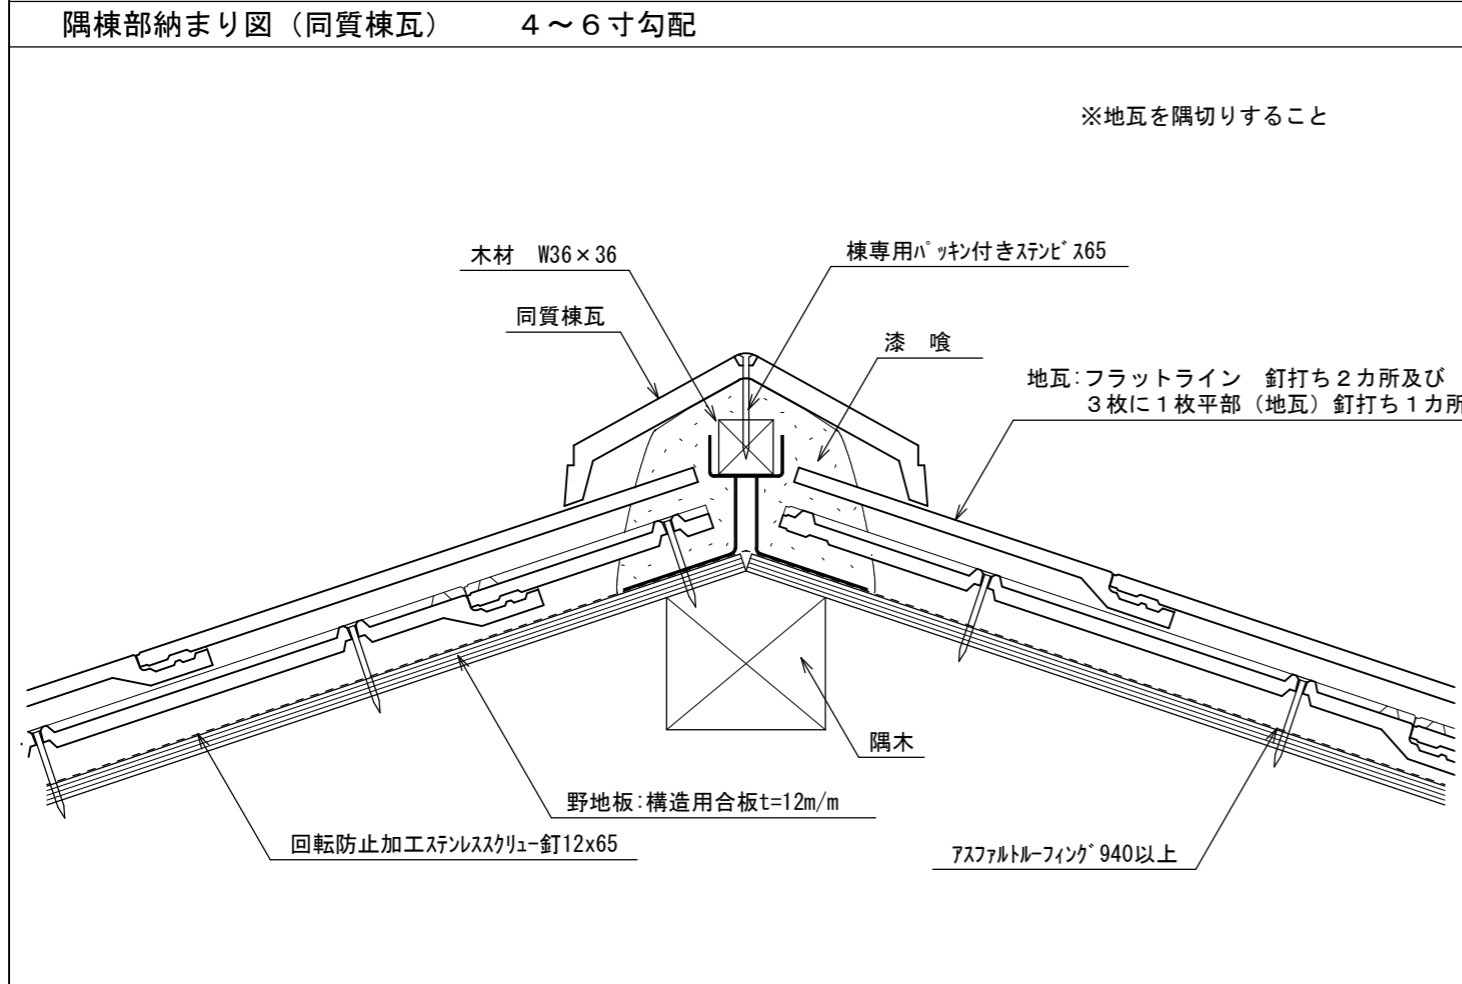 隅棟部納まり図（同質棟瓦）　４～６寸勾配
※地瓦を隅切りすること
木材　W36×36
棟専用ﾊﾟｯｷﾝ付きｽﾃﾝﾋﾞｽ65
同質棟瓦
漆　喰
地瓦:フラットライン　釘打ち２カ所及び
３枚に１枚平部（地瓦）釘打ち１カ所
隅木
野地板:構造用合板t=12m/m
回転防止加工ｽﾃﾝﾚｽｽｸﾘｭｰ釘12x65
ｱｽﾌｧﾙﾄﾙｰﾌｨﾝｸﾞ940以上